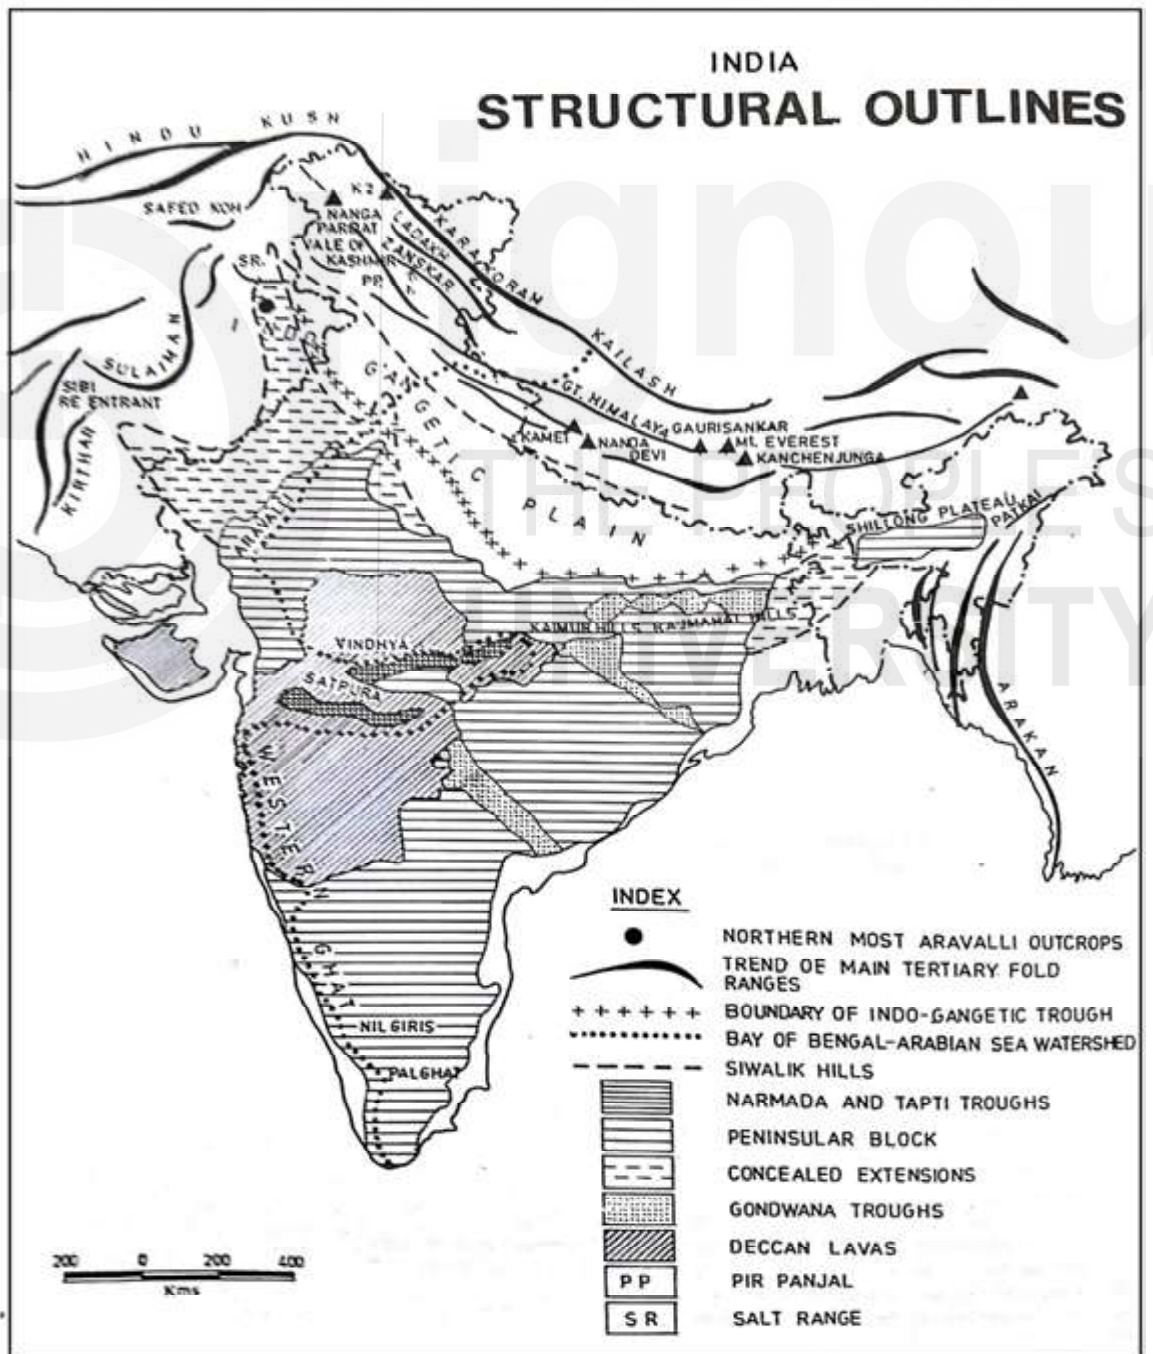 INDIA
STRUCTURAL OUTLINES
HINDU KUSH
SAFED KOH
K2
NANGA
PARBAT
VALE OF
KASHMIR
PP.
LADAKH
ZANSKAR
KARAKORAM
KAILASH
SR.
SULAIMAN
SIBI
RE ENTRANT
KIRTHAR
GANGETIC PLAIN
GT. HIMALAYA
GAURISANKAR
KAMET
NANDA
DEVI
Mt. EVEREST
KANCHENJUNGA
SHILLONG PLATEAU
PATKAI
ARAVALLI
VINDHYA
KAIMUR HILLS
RAJMAHAL HILLS
SATPURA
WESTERN GHAT
ARAKAN
NILGIRIS
PALGHAT
INDEX
NORTHERN MOST ARAVALLI OUTCROPS
TREND OF MAIN TERTIARY FOLD
RANGES
BOUNDARY OF INDO-GANGETIC TROUGH
BAY OF BENGAL-ARABIAN SEA WATERSHED
SIWALIK HILLS
NARMADA AND TAPTI TROUGHS
PENINSULAR BLOCK
CONCEALED EXTENSIONS
GONDWANA TROUGHS
DECCAN LAVAS
PP PIR PANJAL
SR SALT RANGE
200 0 200 400
Kms
ignou
THE PEOPLE'S
UNIVERSITY